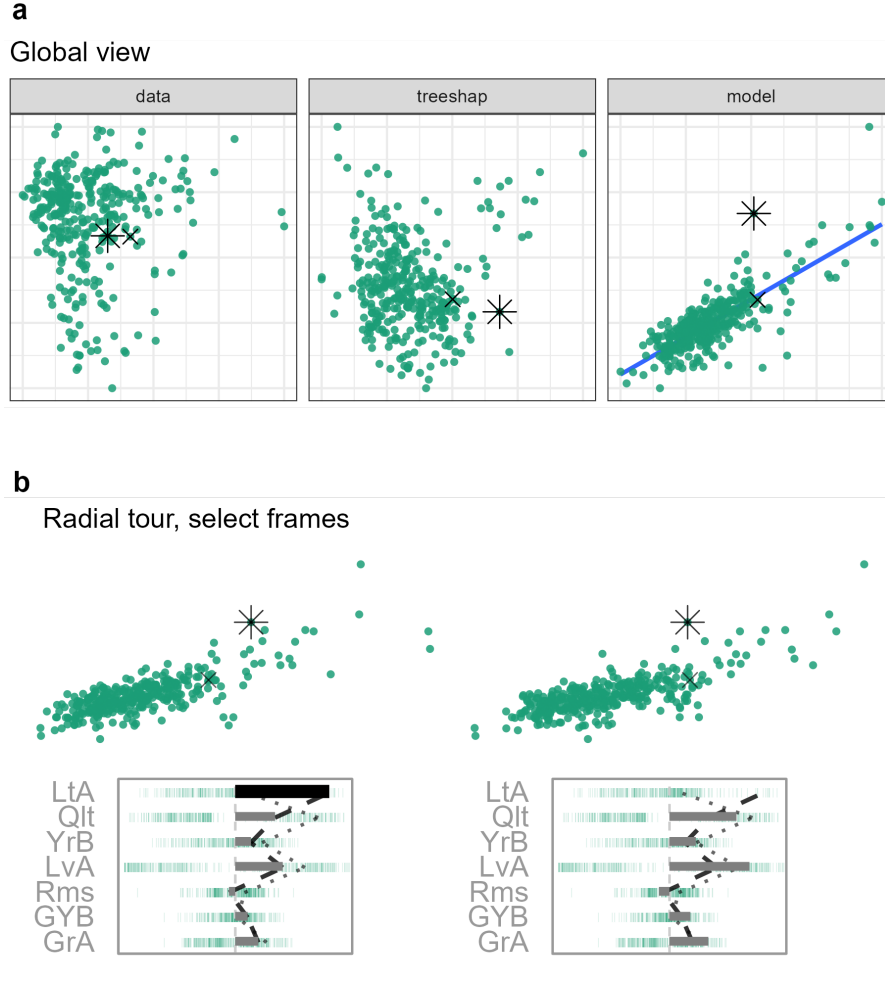 a
Global view
data treeshap model
b
Radial tour, select frames
LtA LtA
Qlt Qlt
YrB YrB
LvA LvA
Rms Rms
GYB GYB
GrA GrA